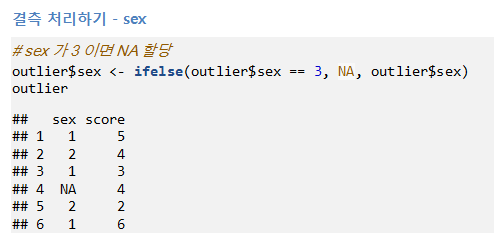 결측 처리하기 - sex
# sex 가 3 이면 NA 할당
outlier$sex <- ifelse(outlier$sex == 3, NA, outlier$sex)
outlier
##   sex score
## 1   1     5
## 2   2     4
## 3   1     3
## 4  NA     4
## 5   2     2
## 6   1     6